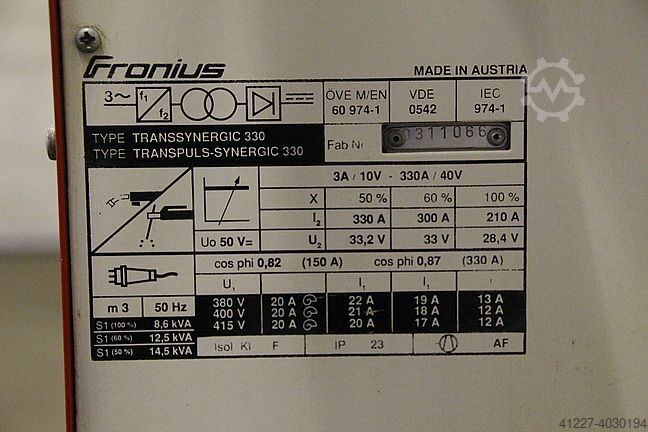 Fronius
MADE IN AUSTRIA
3~ f1 f2 ÖVE M/EN 60 974-1 VDE 0542 IEC 974-1
TYPE TRANSSYNERGIC 330
TYPE TRANSPULS-SYNERGIC 330
Fab Nr 0311066
3A / 10V - 330A / 40V
X 50 % 60 % 100 %
I2 330 A 300 A 210 A
Uo 50 V= U2 33,2 V 33 V 28,4 V
cos phi 0,82 (150 A) cos phi 0,87 (330 A)
U1 I1 I1
m 3 50 Hz
380 V 20 A 22 A 19 A 13 A
400 V 20 A 21 A 18 A 12 A
415 V 20 A 20 A 17 A 12 A
S1 (100 %) 8,6 kVA
S1 (60 %) 12,5 kVA
S1 (50 %) 14,5 kVA
Isol Kl F IP 23 AF
41227-4030194